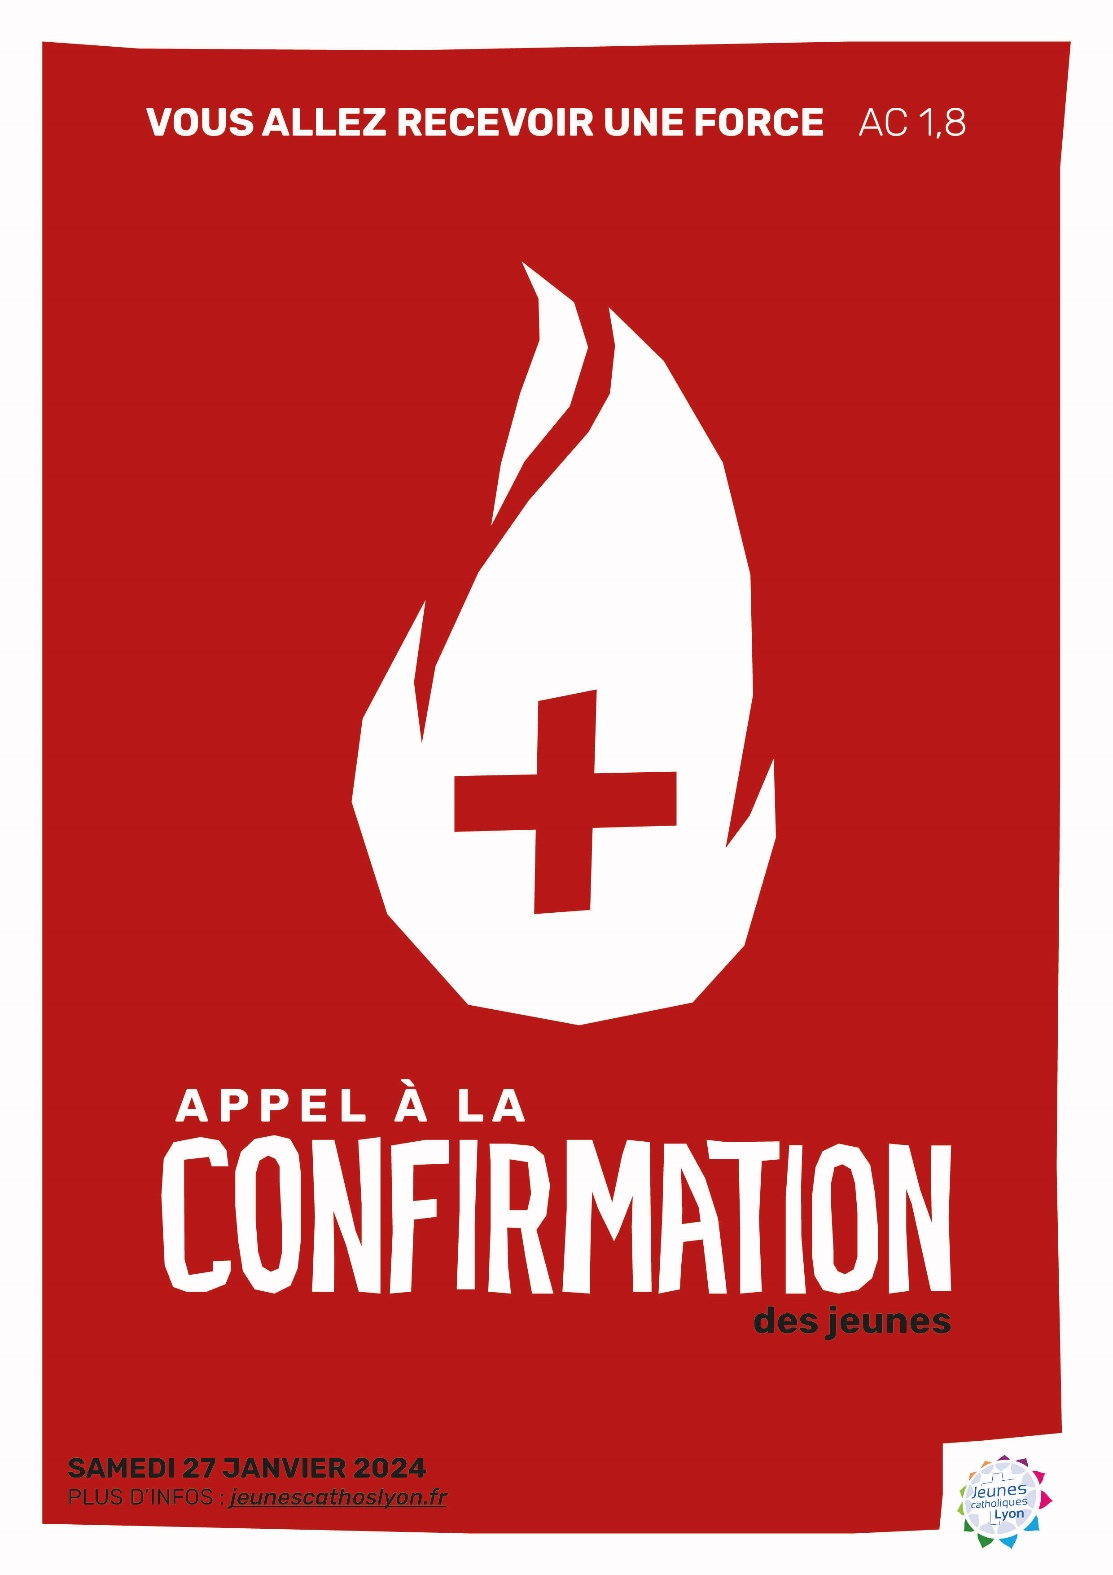 VOUS ALLEZ RECEVOIR UNE FORCE AC 1,8
APPEL À LA
CONFIRMATION
des jeunes
SAMEDI 27 JANVIER 2024
PLUS D'INFOS : jeunescathoslyon.fr
Jeunes
catholiques
Lyon